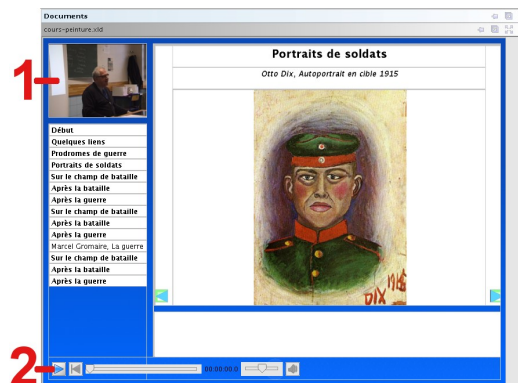 Documents
cours-peinture.xld
1
Portraits de soldats
Otto Dix, Autoportrait en cible 1915
Début
Quelques liens
Prodromes de guerre
Portraits de soldats
Sur le champ de bataille
Après la bataille
Après la guerre
Sur le champ de bataille
Après la bataille
Après la guerre
Marcel Gromaire, La guerre
Sur le champ de bataille
Après la bataille
Après la guerre
DIX 1915
2
00:00:00.0